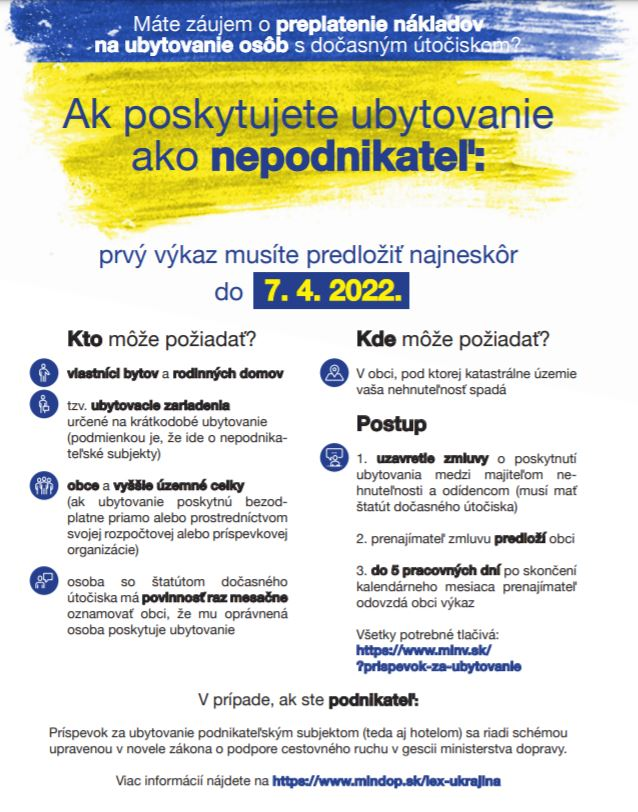 Máte záujem o preplatenie nákladov
na ubytovanie osôb s dočasným útočiskom?
Ak poskytujete ubytovanie
ako nepodnikateľ:
prvý výkaz musíte predložiť najneskôr
do 7. 4. 2022.
Kto môže požiadať?
vlastníci bytov a rodinných domov
tzv. ubytovacie zariadenia
určené na krátkodobé ubytovanie
(podmienkou je, že ide o nepodnika-
teľské subjekty)
obce a vyššie územné celky
(ak ubytovanie poskytnú bezod-
platne priamo alebo prostredníctvom
svojej rozpočtovej alebo príspevkovej
organizácie)
osoba so štatútom dočasného
útočiska má povinnosť raz mesačne
oznamovať obci, že mu oprávnená
osoba poskytuje ubytovanie
Kde môže požiadať?
V obci, pod ktorej katastrálne územie
vaša nehnuteľnosť spadá
Postup
1. uzavretie zmluvy o poskytnutí
ubytovania medzi majiteľom ne-
hnuteľnosti a odídencom (musí mať
štatút dočasného útočiska)
2. prenajímateľ zmluvu predloží obci
3. do 5 pracovných dní po skončení
kalendárneho mesiaca prenajímateľ
odovzdá obci výkaz
Všetky potrebné tlačivá:
https://www.minv.sk/
?prispevok-za-ubytovanie
V prípade, ak ste podnikateľ:
Príspevok za ubytovanie podnikateľským subjektom (teda aj hotelom) sa riadi schémou
upravenou v novele zákona o podpore cestovného ruchu v gescii ministerstva dopravy.
Viac informácií nájdete na https://www.mindop.sk/lex-ukrajina